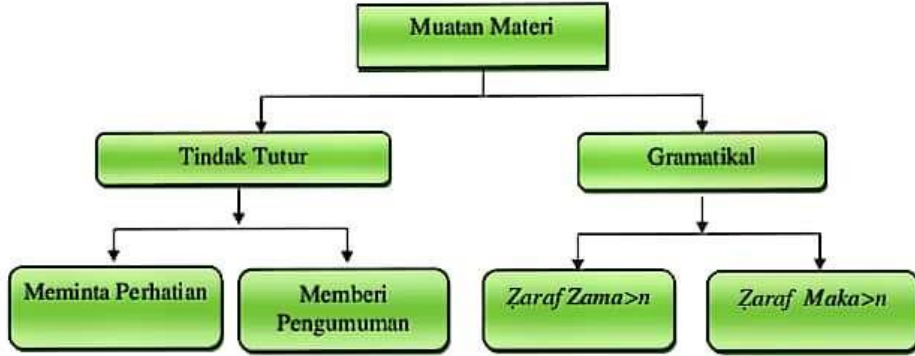 Muatan Materi
Tindak Tutur
Gramatikal
Meminta Perhatian
Memberi
Pengumuman
Ẓaraf Zama>n
Ẓaraf Maka>n